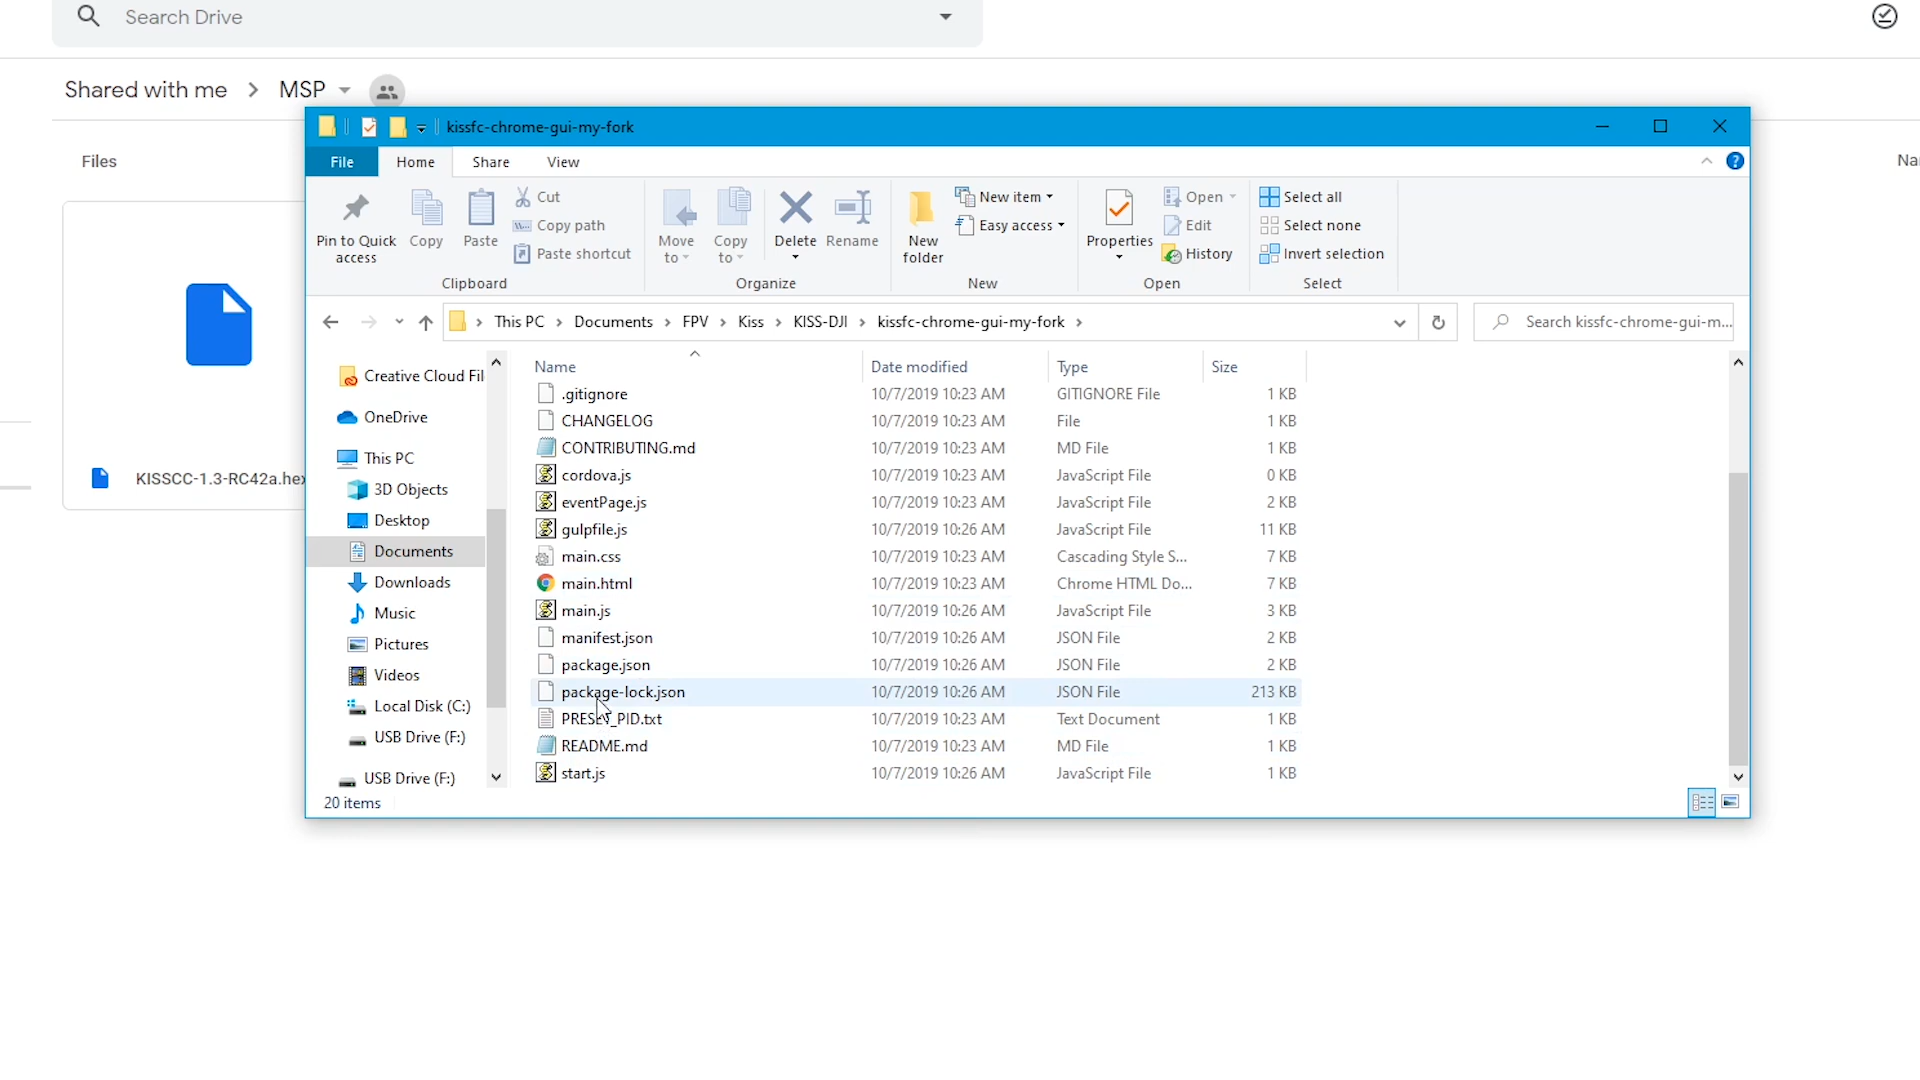 Search Drive
Shared with me > MSP
Files
Na
KISSCC-1.3-RC42a.hex
kissfc-chrome-gui-my-fork
File Home Share View
Pin to Quick access
Copy
Paste
Cut
Copy path
Paste shortcut
Clipboard
Move to
Copy to
Delete
Rename
Organize
New folder
New item
Easy access
New
Properties
Open
Edit
History
Open
Select all
Select none
Invert selection
Select
This PC > Documents > FPV > Kiss > KISS-DJI > kissfc-chrome-gui-my-fork >
Search kissfc-chrome-gui-m...
Creative Cloud Fil
OneDrive
This PC
3D Objects
Desktop
Documents
Downloads
Music
Pictures
Videos
Local Disk (C:)
USB Drive (F:)
USB Drive (F:)
Name Date modified Type Size
.gitignore 10/7/2019 10:23 AM GITIGNORE File 1 KB
CHANGELOG 10/7/2019 10:23 AM File 1 KB
CONTRIBUTING.md 10/7/2019 10:23 AM MD File 1 KB
cordova.js 10/7/2019 10:23 AM JavaScript File 0 KB
eventPage.js 10/7/2019 10:23 AM JavaScript File 2 KB
gulpfile.js 10/7/2019 10:26 AM JavaScript File 11 KB
main.css 10/7/2019 10:23 AM Cascading Style S... 7 KB
main.html 10/7/2019 10:23 AM Chrome HTML Do... 7 KB
main.js 10/7/2019 10:26 AM JavaScript File 3 KB
manifest.json 10/7/2019 10:26 AM JSON File 2 KB
package.json 10/7/2019 10:26 AM JSON File 2 KB
package-lock.json 10/7/2019 10:26 AM JSON File 213 KB
PRESET_PID.txt 10/7/2019 10:23 AM Text Document 1 KB
README.md 10/7/2019 10:23 AM MD File 1 KB
start.js 10/7/2019 10:26 AM JavaScript File 1 KB
20 items